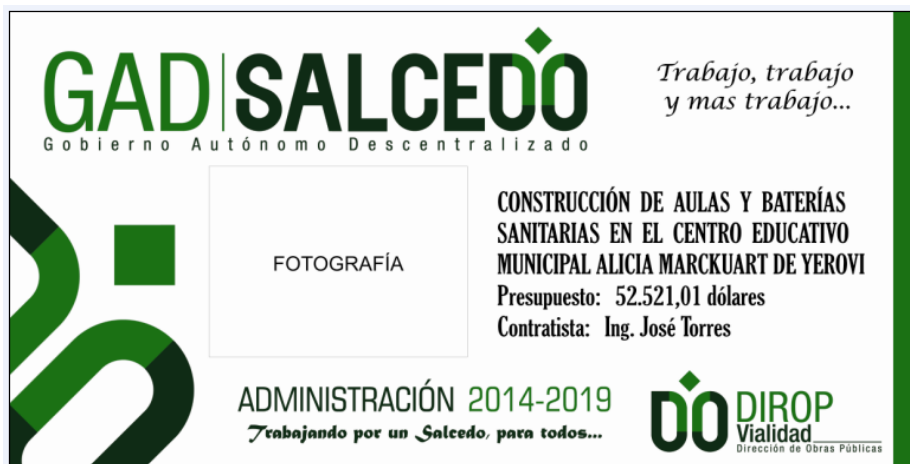 GAD SALCEDO
Gobierno Autónomo Descentralizado
Trabajo, trabajo
y mas trabajo...
FOTOGRAFÍA
CONSTRUCCIÓN DE AULAS Y BATERÍAS
SANITARIAS EN EL CENTRO EDUCATIVO
MUNICIPAL ALICIA MARCKUART DE YEROVI
Presupuesto: 52.521,01 dólares
Contratista: Ing. José Torres
ADMINISTRACIÓN 2014-2019
Trabajando por un Salcedo, para todos...
DIROP
Vialidad
Dirección de Obras Públicas